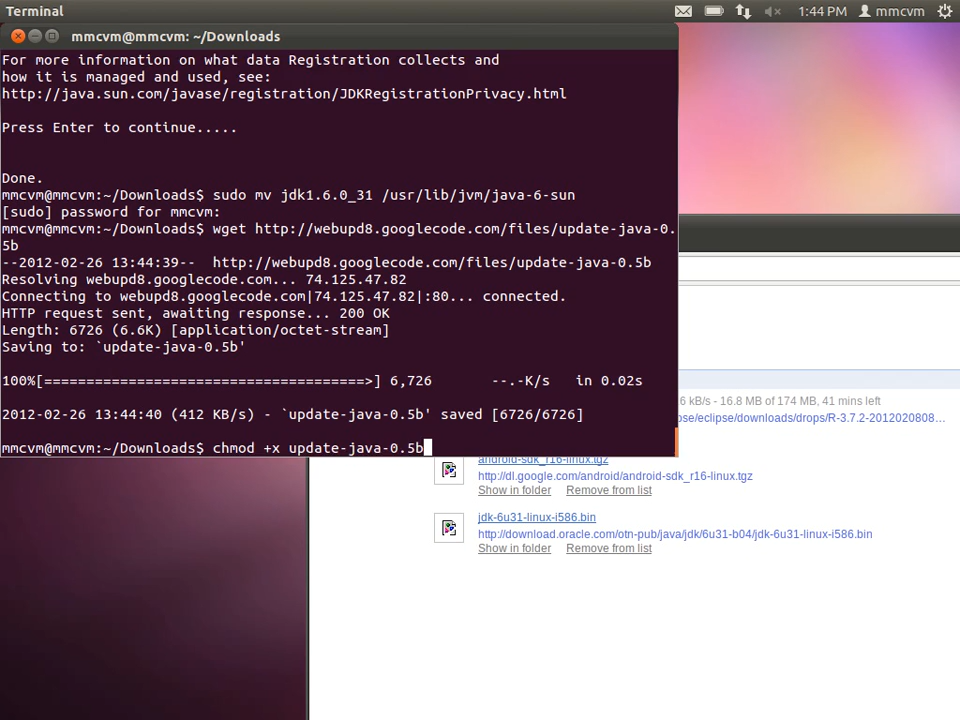 Terminal
1:44 PM
mmcvm
mmcvm@mmcvm: ~/Downloads
For more information on what data Registration collects and
how it is managed and used, see:
http://java.sun.com/javase/registration/JDKRegistrationPrivacy.html
Press Enter to continue.....
Done.
mmcvm@mmcvm:~/Downloads$ sudo mv jdk1.6.0_31 /usr/lib/jvm/java-6-sun
[sudo] password for mmcvm:
mmcvm@mmcvm:~/Downloads$ wget http://webupd8.googlecode.com/files/update-java-0.
5b
--2012-02-26 13:44:39--  http://webupd8.googlecode.com/files/update-java-0.5b
Resolving webupd8.googlecode.com... 74.125.47.82
Connecting to webupd8.googlecode.com|74.125.47.82|:80... connected.
HTTP request sent, awaiting response... 200 OK
Length: 6726 (6.6K) [application/octet-stream]
Saving to: `update-java-0.5b'
100%[======================================>] 6,726       --.-K/s   in 0.02s
2012-02-26 13:44:40 (412 KB/s) - `update-java-0.5b' saved [6726/6726]
mmcvm@mmcvm:~/Downloads$ chmod +x update-java-0.5b
6 kB/s - 16.8 MB of 174 MB, 41 mins left
pse/eclipse/downloads/drops/R-3.7.2-2012020808…
android-sdk_r16-linux.tgz
http://dl.google.com/android/android-sdk_r16-linux.tgz
Show in folder Remove from list
jdk-6u31-linux-i586.bin
http://download.oracle.com/otn-pub/java/jdk/6u31-b04/jdk-6u31-linux-i586.bin
Show in folder Remove from list